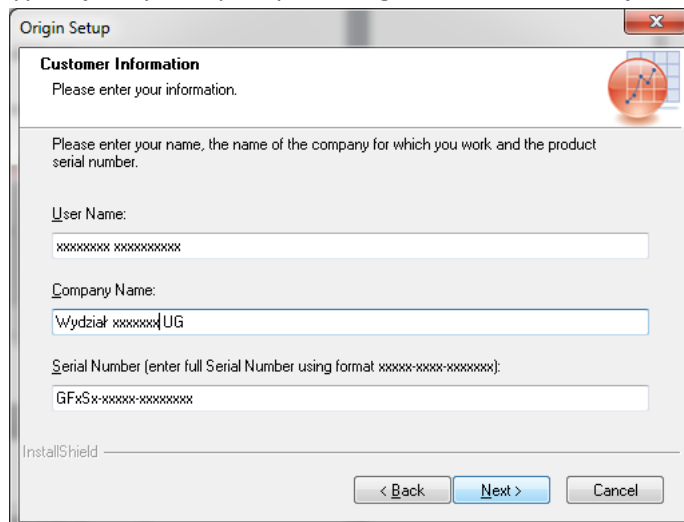 Origin Setup
Customer Information
Please enter your information.
Please enter your name, the name of the company for which you work and the product
serial number.
User Name:
xxxxxxxx xxxxxxxxxx
Company Name:
Wydział xxxxxxx UG
Serial Number (enter full Serial Number using format xxxxx-xxxx-xxxxxxx):
GFxSx-xxxxx-xxxxxxxx
InstallShield
< Back
Next >
Cancel